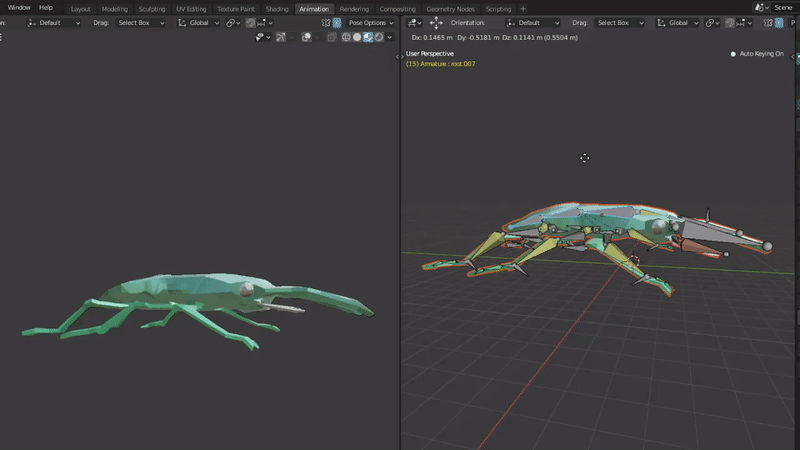 Window Help Layout Modeling Sculpting UV Editing Texture Paint Shading Animation Rendering Compositing Geometry Nodes Scripting + Scene
Default Drag: Select Box Global Pose Options Orientation: Default Drag: Select Box Global P
Dx: 0.1465 m Dy: -0.5181 m Dz: 0.1141 m (0.5504 m)
User Perspective Auto Keying On
(15) Armature : root.007